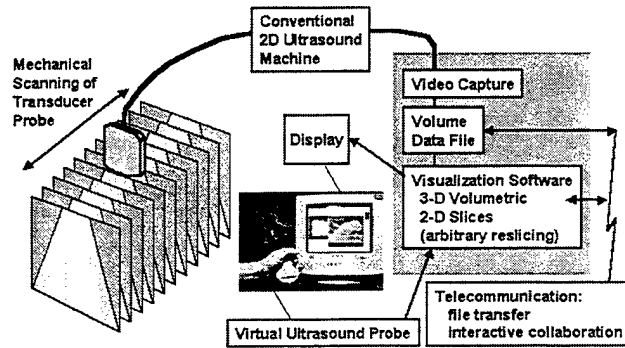 Conventional
2D Ultrasound
Machine
Mechanical
Scanning of
Transducer
Probe
Video Capture
Volume
Data File
Display
Visualization Software
3-D Volumetric
2-D Slices
(arbitrary reslicing)
Telecommunication:
file transfer
interactive collaboration
Virtual Ultrasound Probe